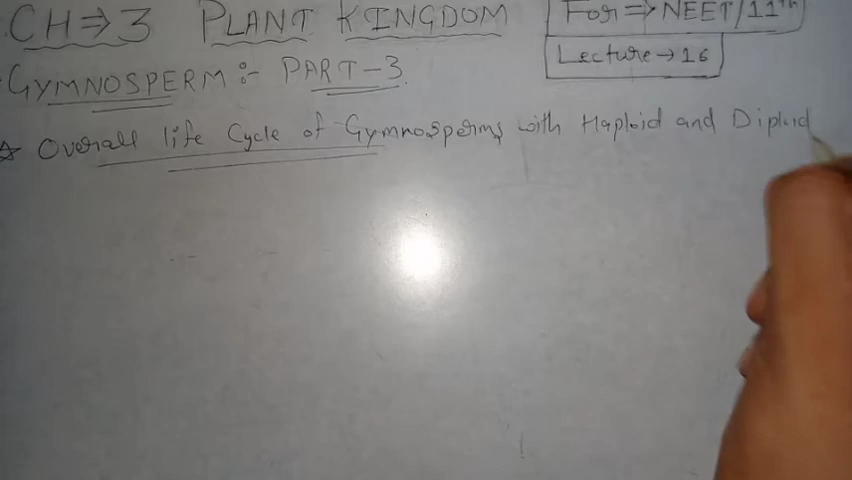 CH⇒3 PLANT KINGDOM
For⇒NEET/11th
Lecture→16
GYMNOSPERM:- PART-3.
☆ Overall life Cycle of Gymnosperms with Haploid and Diploid